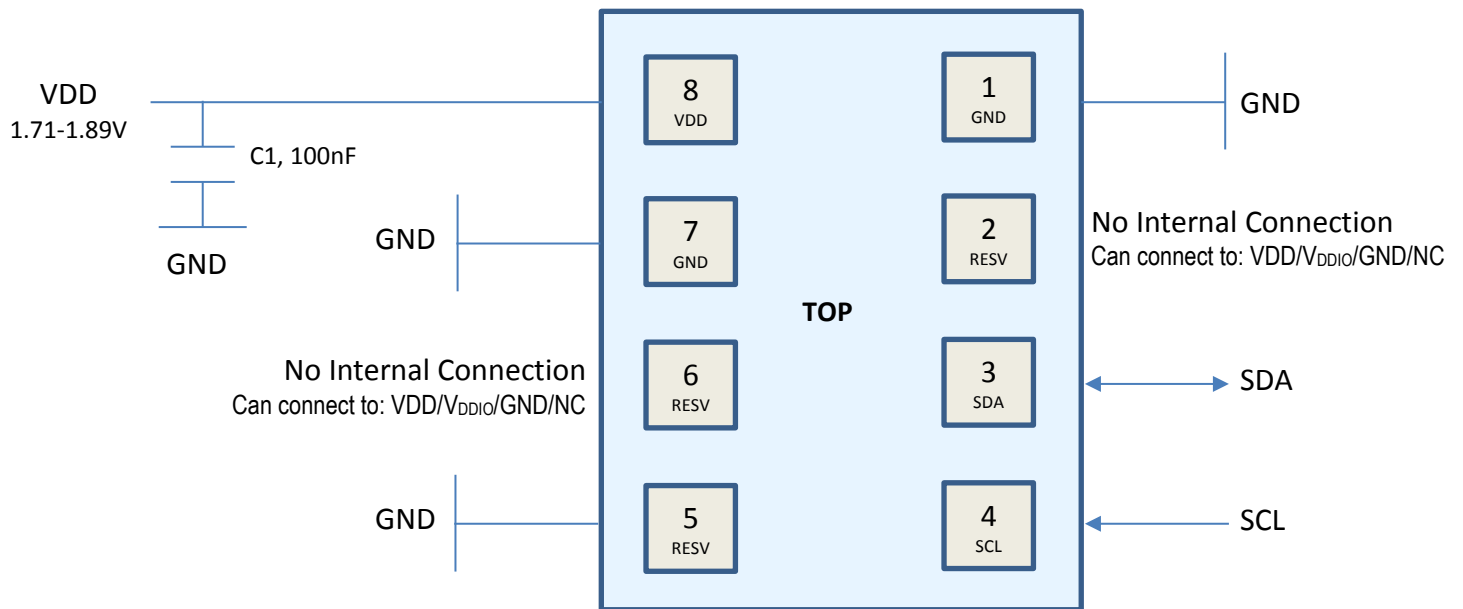 VDD
1.71-1.89V
C1, 100nF
GND
GND
No Internal Connection
Can connect to: VDD/VDDIO/GND/NC
GND
8
VDD
7
GND
6
RESV
5
RESV
TOP
1
GND
2
RESV
3
SDA
4
SCL
GND
No Internal Connection
Can connect to: VDD/VDDIO/GND/NC
SDA
SCL